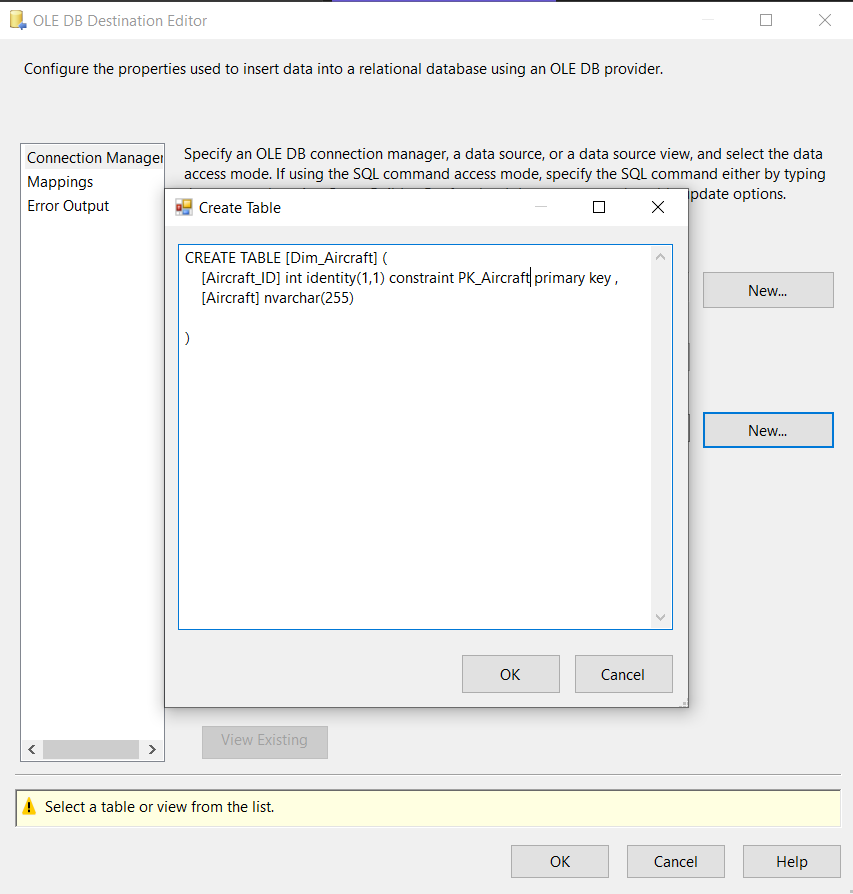 OLE DB Destination Editor
Configure the properties used to insert data into a relational database using an OLE DB provider.
Connection Manager
Mappings
Error Output
Specify an OLE DB connection manager, a data source, or a data source view, and select the data
access mode. If using the SQL command access mode, specify the SQL command either by typing
update options.
Create Table
CREATE TABLE [Dim_Aircraft] (
[Aircraft_ID] int identity(1,1) constraint PK_Aircraft primary key ,
[Aircraft] nvarchar(255)
)
New...
New...
OK
Cancel
View Existing
Select a table or view from the list.
OK
Cancel
Help